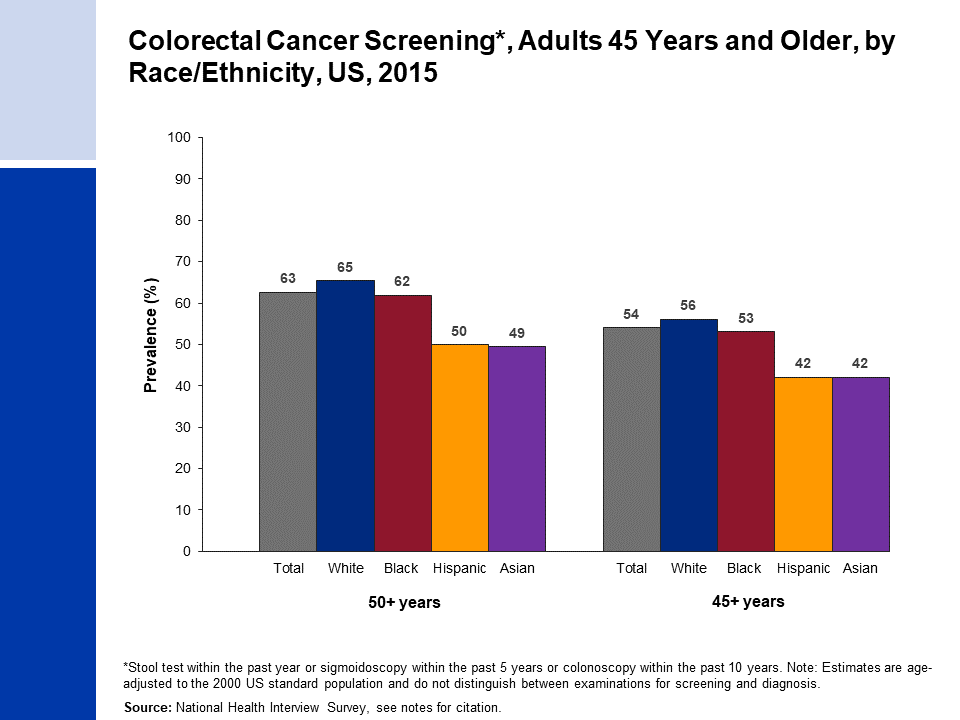 Colorectal Cancer Screening*, Adults 45 Years and Older, by
Race/Ethnicity, US, 2015
100
90
80
70
60
50
40
30
20
10
0
Prevalence (%)
63
65
62
50
49
54
56
53
42
42
Total White Black Hispanic Asian
Total White Black Hispanic Asian
50+ years
45+ years
*Stool test within the past year or sigmoidoscopy within the past 5 years or colonoscopy within the past 10 years. Note: Estimates are age-
adjusted to the 2000 US standard population and do not distinguish between examinations for screening and diagnosis.
Source: National Health Interview Survey, see notes for citation.